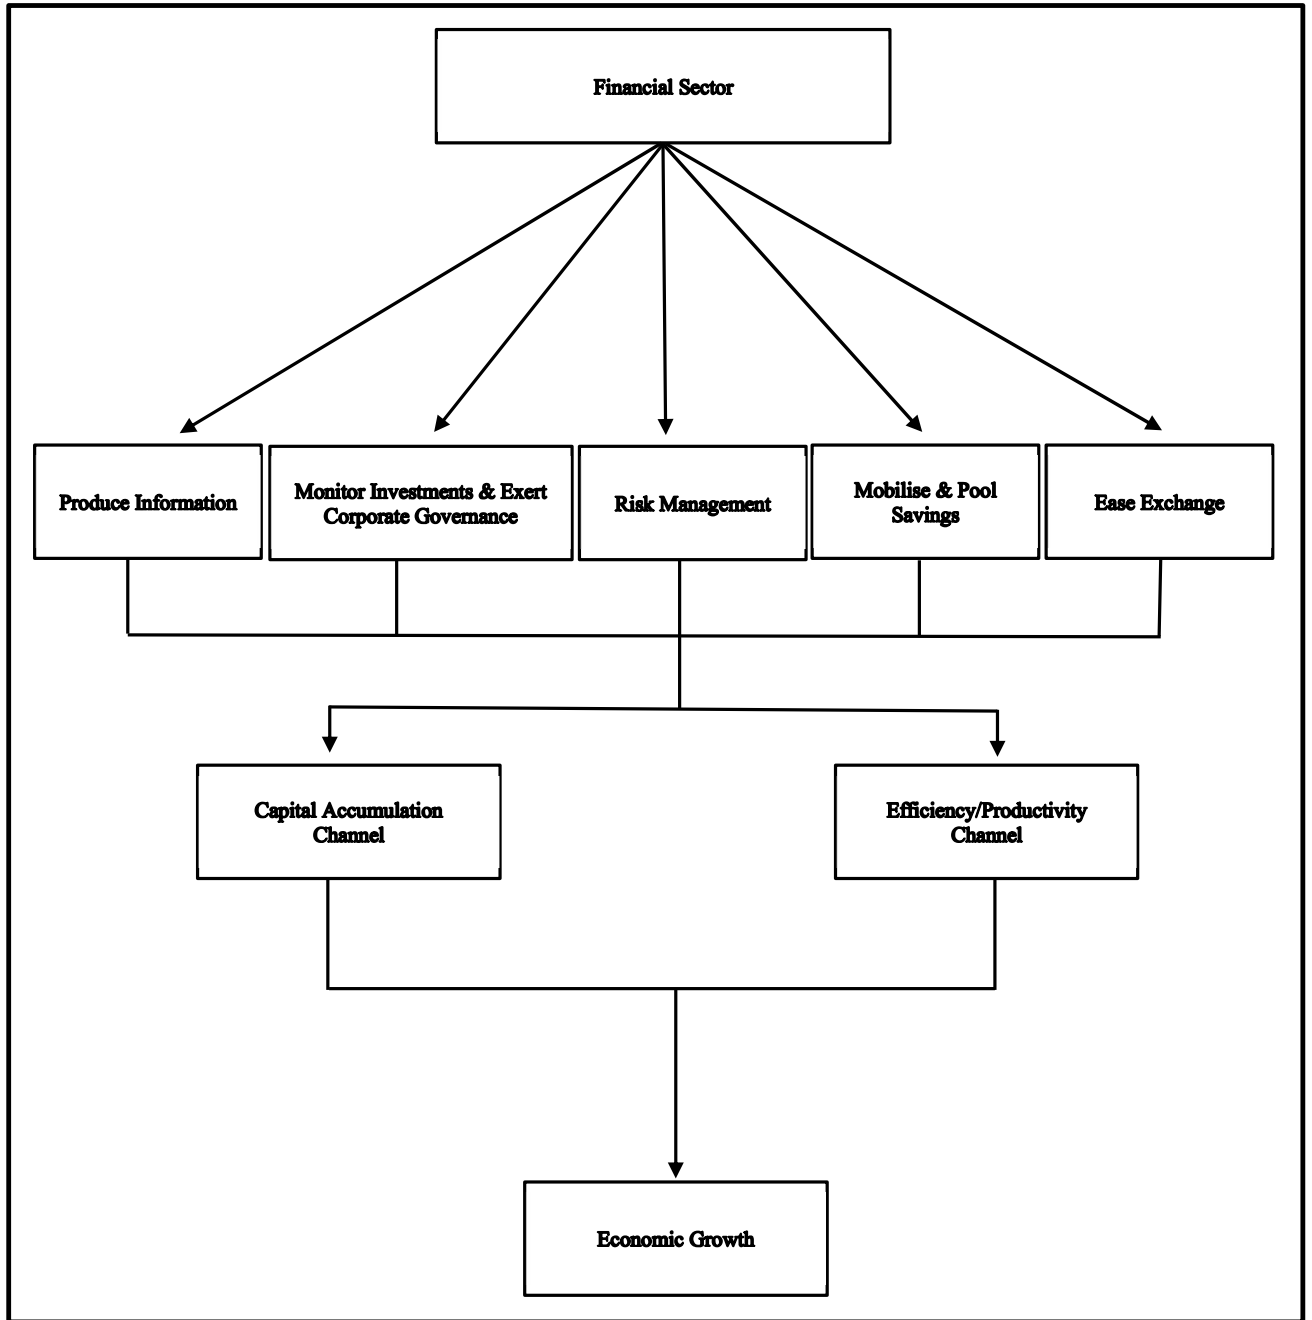 Financial Sector
Produce Information
Monitor Investments & Exert
Corporate Governance
Risk Management
Mobilise & Pool
Savings
Ease Exchange
Capital Accumulation
Channel
Efficiency/Productivity
Channel
Economic Growth